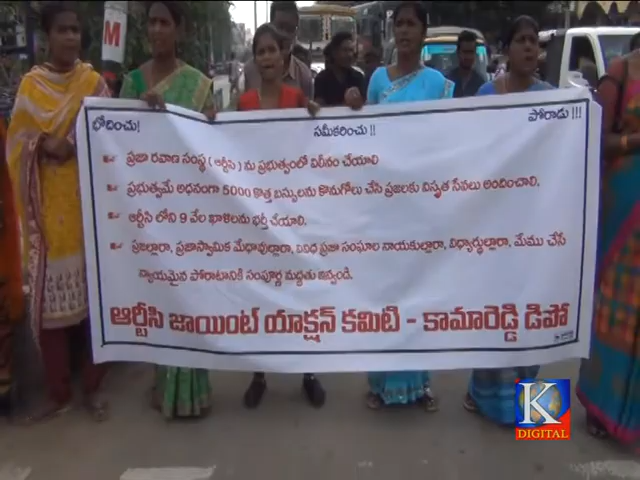 M
బోధించు!
సమీకరించు !!
పోరాడు !!!
ప్రజా రవాణ సంస్థ ( ఆర్టీసి ) ను ప్రభుత్వంలో విలీనం చేయాలి
ప్రభుత్వమే అధనంగా 5000 కొత్త బస్సులను కొనుగోలు చేసి ప్రజలకు విస్తృత సేవలు అందించాలి.
ఆర్టీసి లోని 9 వేల ఖాళీలను భర్తీ చేయాలి.
ప్రజల్లారా, ప్రజాస్వామిక మేధావుల్లారా, వివిధ ప్రజా సంఘాల నాయకుల్లారా, విధ్యార్థుల్లారా, మేము చేసే
న్యాయమైన పోరాటానికి సంపూర్ణ మద్దతు ఇవ్వండి.
ఆర్టీసి జాయింట్ యాక్షన్ కమిటి - కామారెడ్డి డిపో
K
DIGITAL